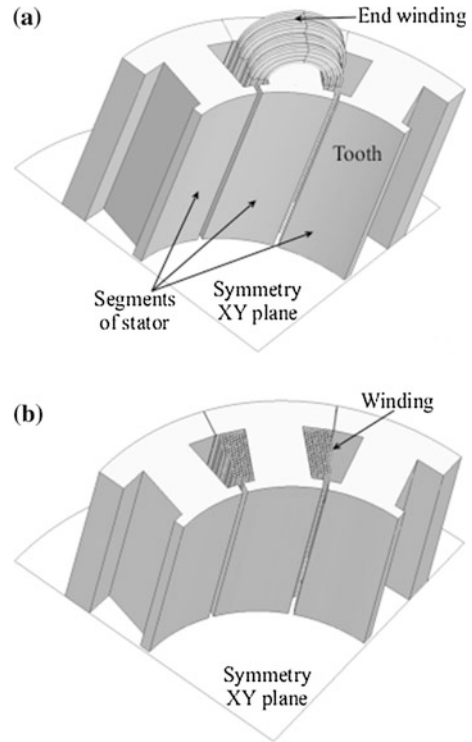 (a)
End winding
Tooth
Segments
of stator
Symmetry
XY plane
(b)
Winding
Symmetry
XY plane